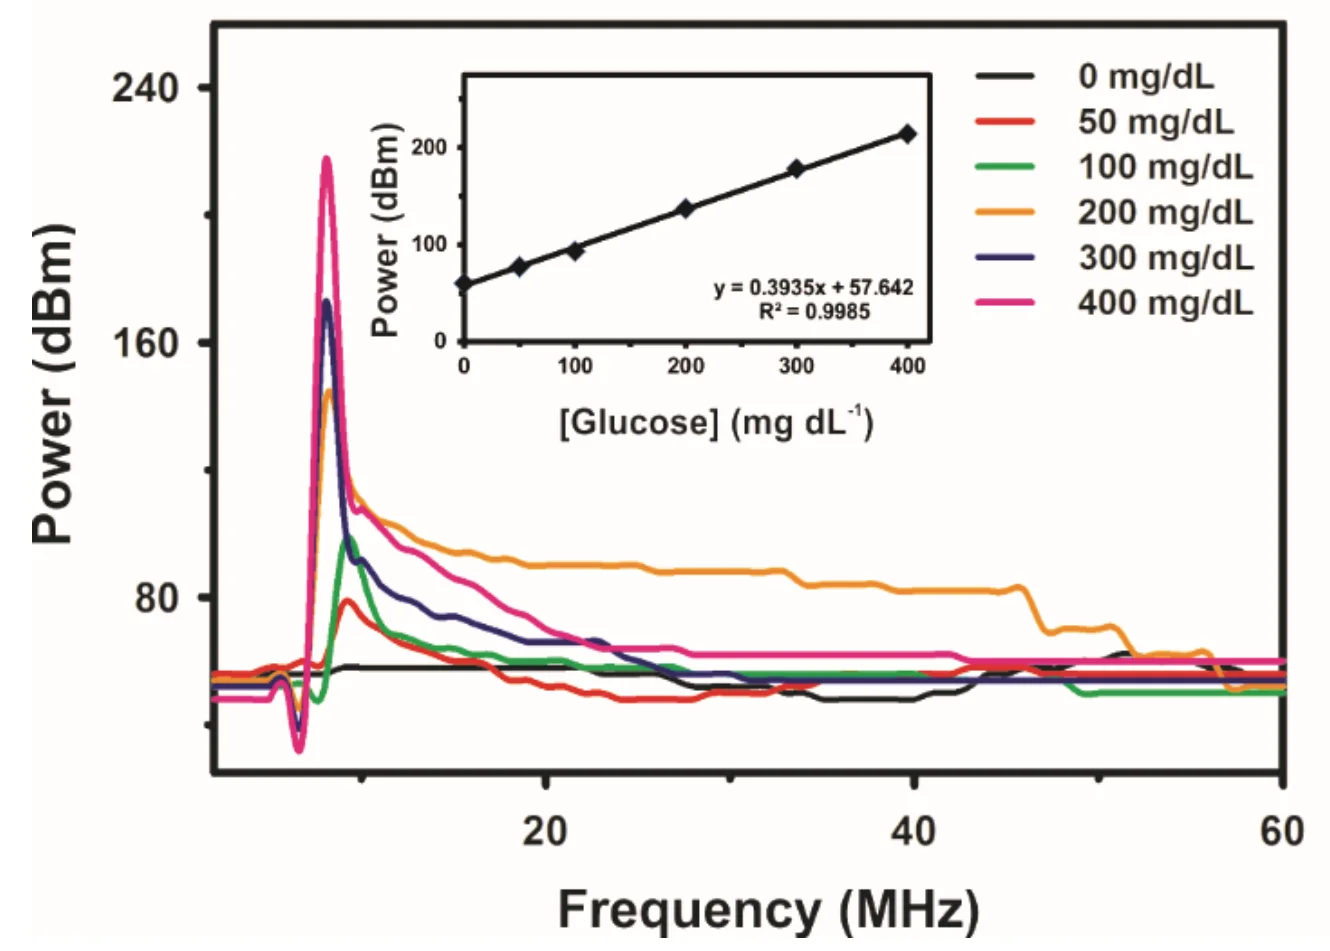 240
160
80
Power (dBm)
20
40
60
Frequency (MHz)
0 mg/dL
50 mg/dL
100 mg/dL
200 mg/dL
300 mg/dL
400 mg/dL
Power (dBm)
200
100
0
0
100
200
300
400
[Glucose] (mg dL⁻¹)
y = 0.3935x + 57.642
R² = 0.9985